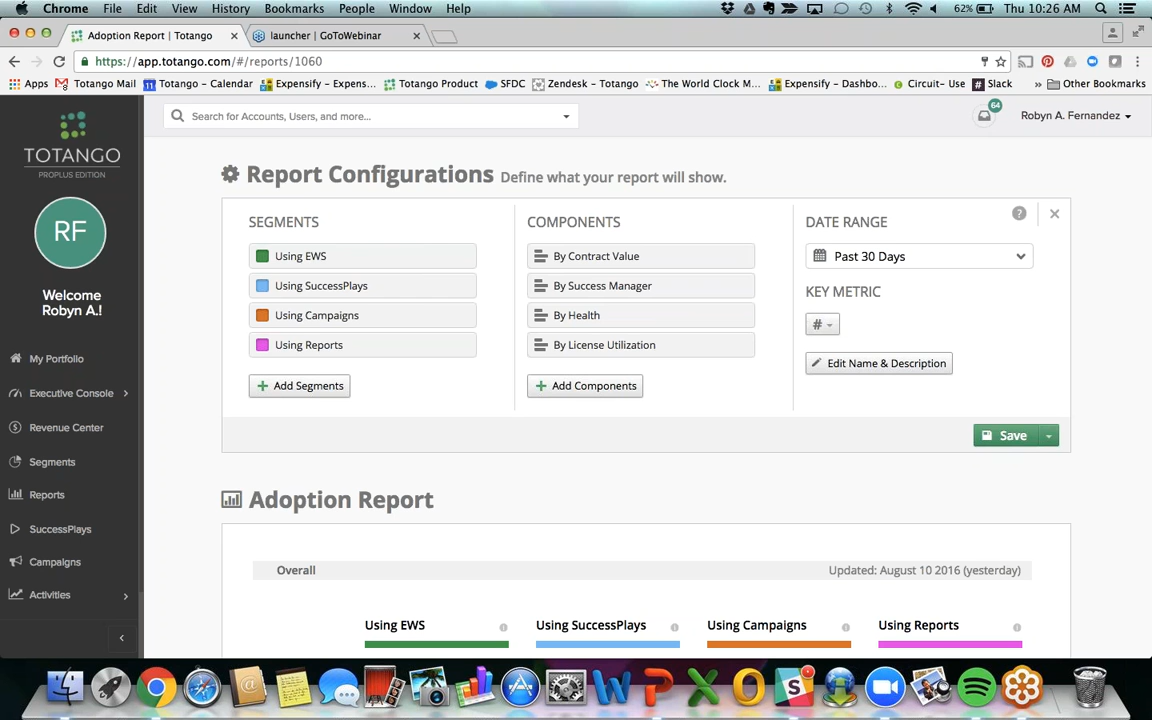 Chrome File Edit View History Bookmarks People Window Help 62% Thu 10:26 AM
Adoption Report | Totango launcher | GoToWebinar
https://app.totango.com/#/reports/1060
Apps Totango Mail Totango – Calendar Expensify – Expens... Totango Product SFDC Zendesk - Totango The World Clock M... Expensify – Dashbo... Circuit- Use Slack » Other Bookmarks
TOTANGO
PROPLUS EDITION
RF
Welcome
Robyn A.!
My Portfolio
Executive Console
Revenue Center
Segments
Reports
SuccessPlays
Campaigns
Activities
Search for Accounts, Users, and more...
64
Robyn A. Fernandez
Report Configurations Define what your report will show.
SEGMENTS
Using EWS
Using SuccessPlays
Using Campaigns
Using Reports
+ Add Segments
COMPONENTS
By Contract Value
By Success Manager
By Health
By License Utilization
+ Add Components
DATE RANGE
Past 30 Days
KEY METRIC
#
Edit Name & Description
Save
Adoption Report
Overall Updated: August 10 2016 (yesterday)
Using EWS Using SuccessPlays Using Campaigns Using Reports